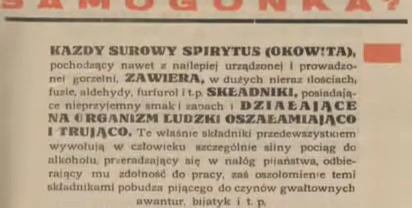 SAMOGONKA?
KAZDY SUROWY SPIRYTUS (OKOWITA),
pochodzący nawet z najlepiej urządzonej i prowadzo-
nej gorzelni, ZAWIERA, w dużych nieraz ilościach,
fuzle, aldehydy, furfurol i t.p. SKŁADNIKI, posiadają-
ce nieprzyjemny smak i zapach i DZIAŁAJĄCE
NA ORGANIZM LUDZKI OSZAŁAMIAJĄCO
I TRUJĄCO. Te właśnie składniki przedewszystkiem
wywołują w człowieku szczególnie silny pociąg do
alkoholu, przeradzający się w nałóg pijaństwa, odbie-
rający mu zdolność do pracy, zaś oszołomienie temi
składnikami pobudza pijącego do czynów gwałtownych
awantur, bijatyk i t. p.